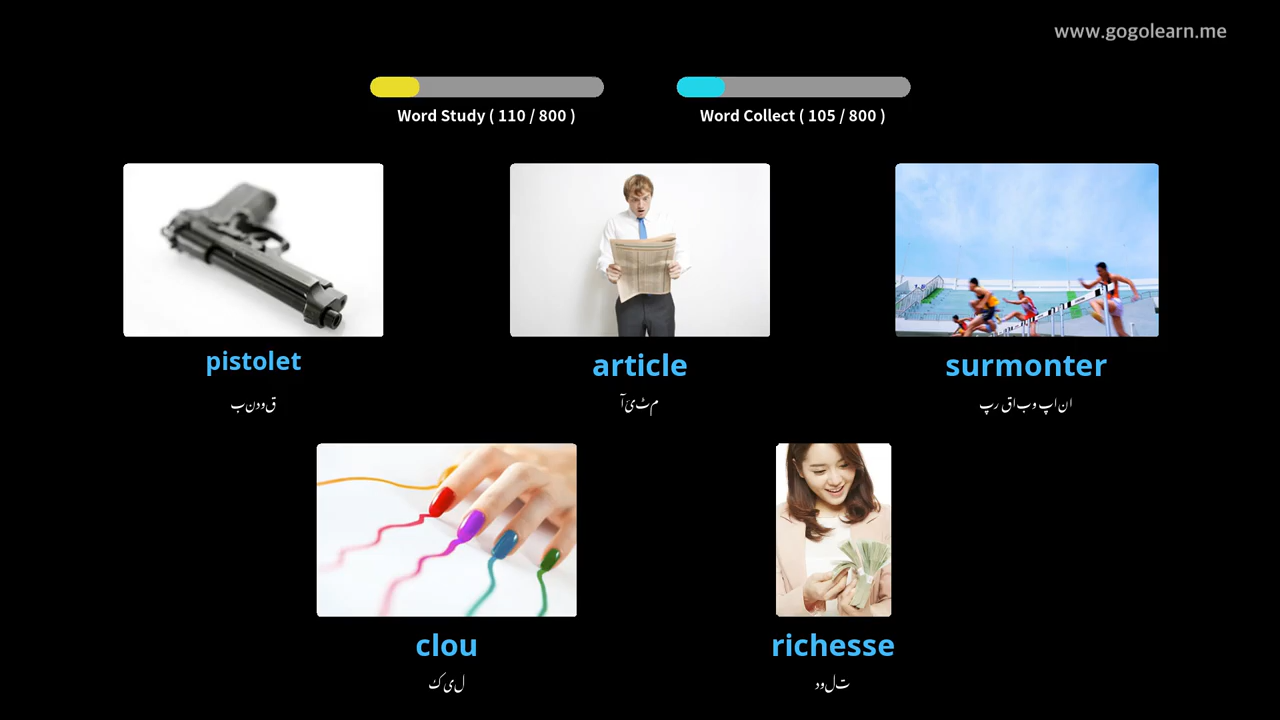 www.gogolearn.me
Word Study ( 110 / 800 )
Word Collect ( 105 / 800 )
pistolet
بندوق
article
آئٹم
surmonter
پر قابو پانا
clou
کیل
richesse
دولت